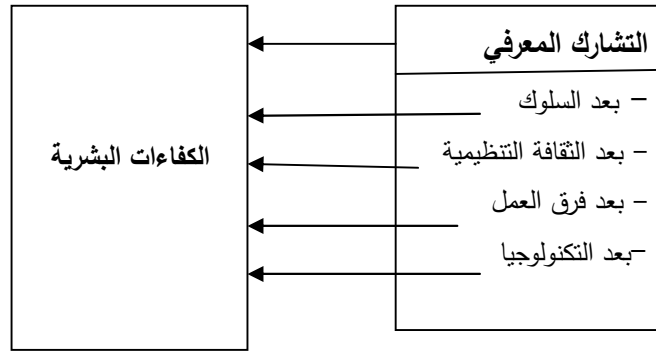 التشارك المعرفي
– بعد السلوك
– بعد الثقافة التنظيمية
– بعد فرق العمل
–بعد التكنولوجيا
الكفاءات البشرية